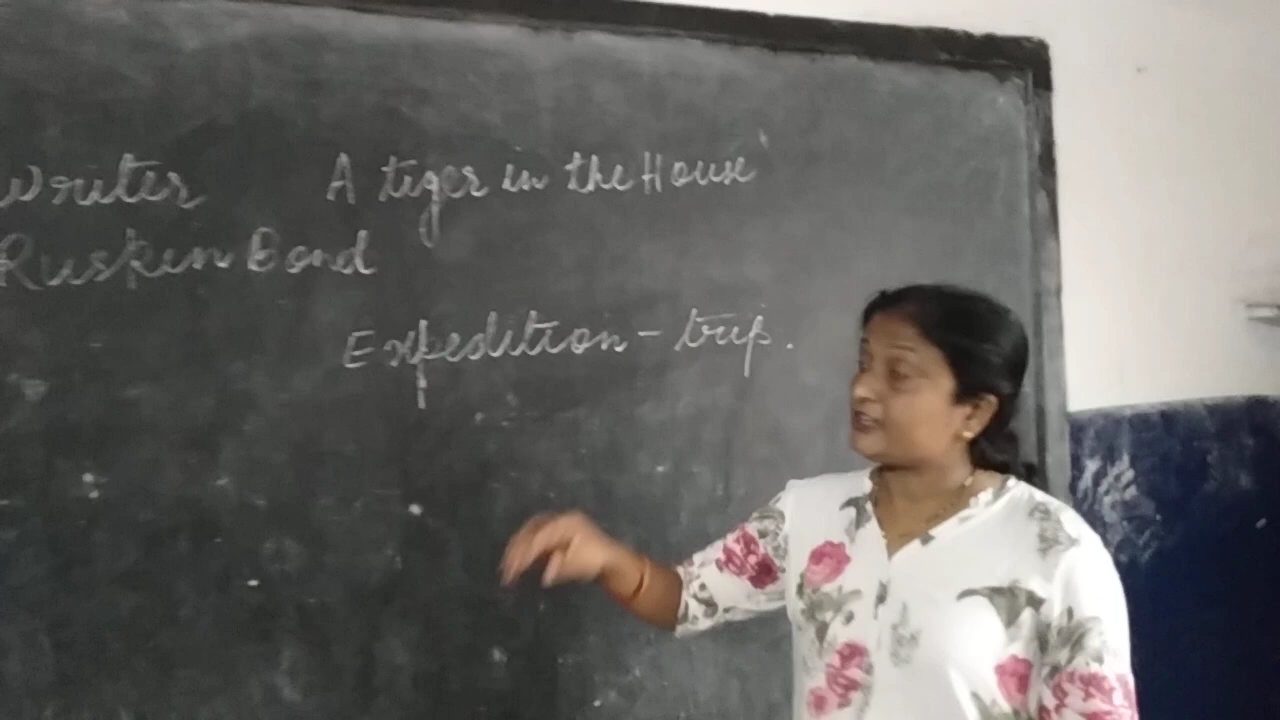 Writer A tiger in the House'
Ruskin Bond
Expedition - trip.